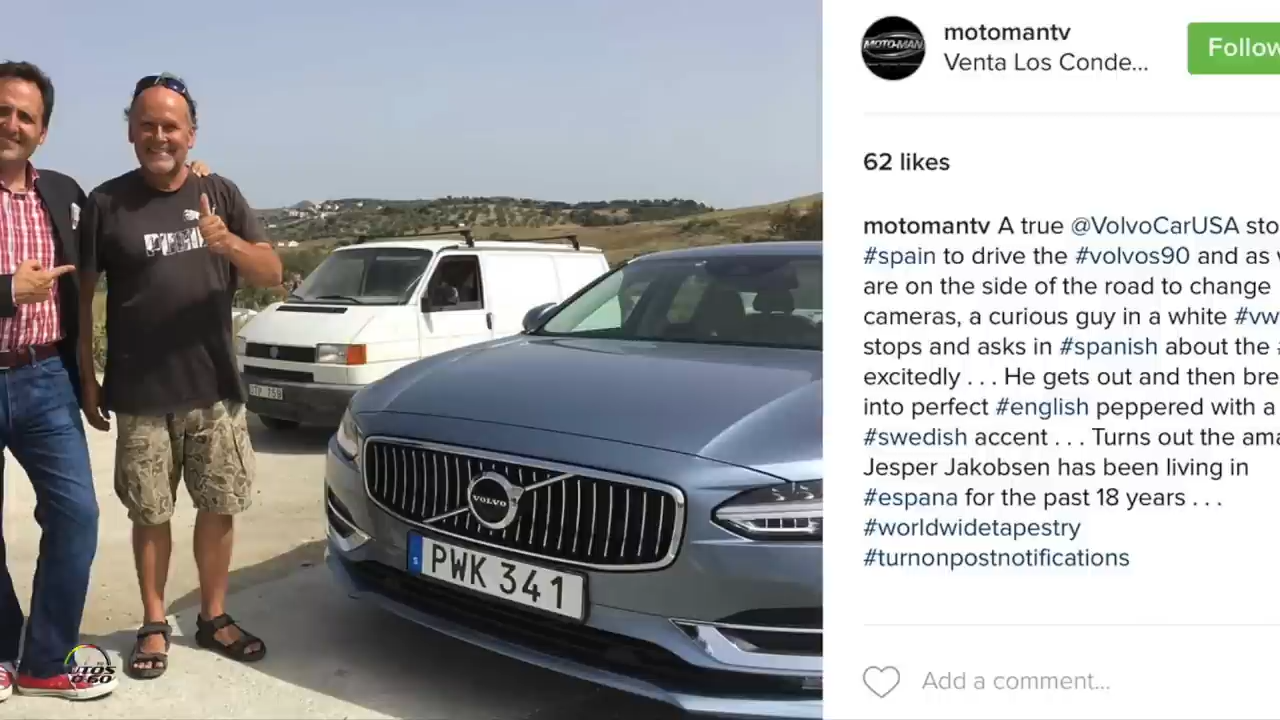 motomantv
MOTO-MAN
Venta Los Conde...
Follow
62 likes
motomantv A true @VolvoCarUSA sto
#spain to drive the #volvos90 and as w
are on the side of the road to change
cameras, a curious guy in a white #vw
stops and asks in #spanish about the #
excitedly . . . He gets out and then bre
into perfect #english peppered with a
#swedish accent . . . Turns out the ama
Jesper Jakobsen has been living in
#espana for the past 18 years . . .
#worldwidetapestry
#turnonpostnotifications
Add a comment...
VOLVO
S
PWK 341